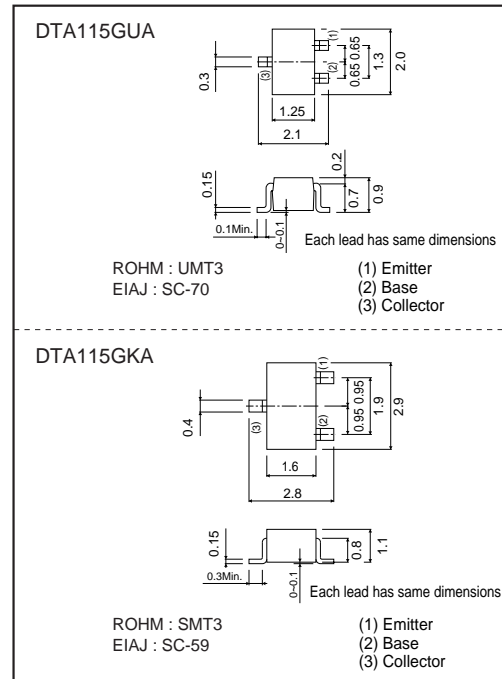 DTA115GUA
0.3
(3)
(1)
(2)
0.65 0.65
1.3
2.0
1.25
2.1
0.15
0.2
0.7
0.9
0.1Min.
0~0.1
Each lead has same dimensions
ROHM : UMT3
EIAJ : SC-70
(1) Emitter
(2) Base
(3) Collector
DTA115GKA
0.4
(3)
(1)
(2)
0.95 0.95
1.9
2.9
1.6
2.8
0.15
0.8
1.1
0.3Min.
0~0.1
Each lead has same dimensions
ROHM : SMT3
EIAJ : SC-59
(1) Emitter
(2) Base
(3) Collector